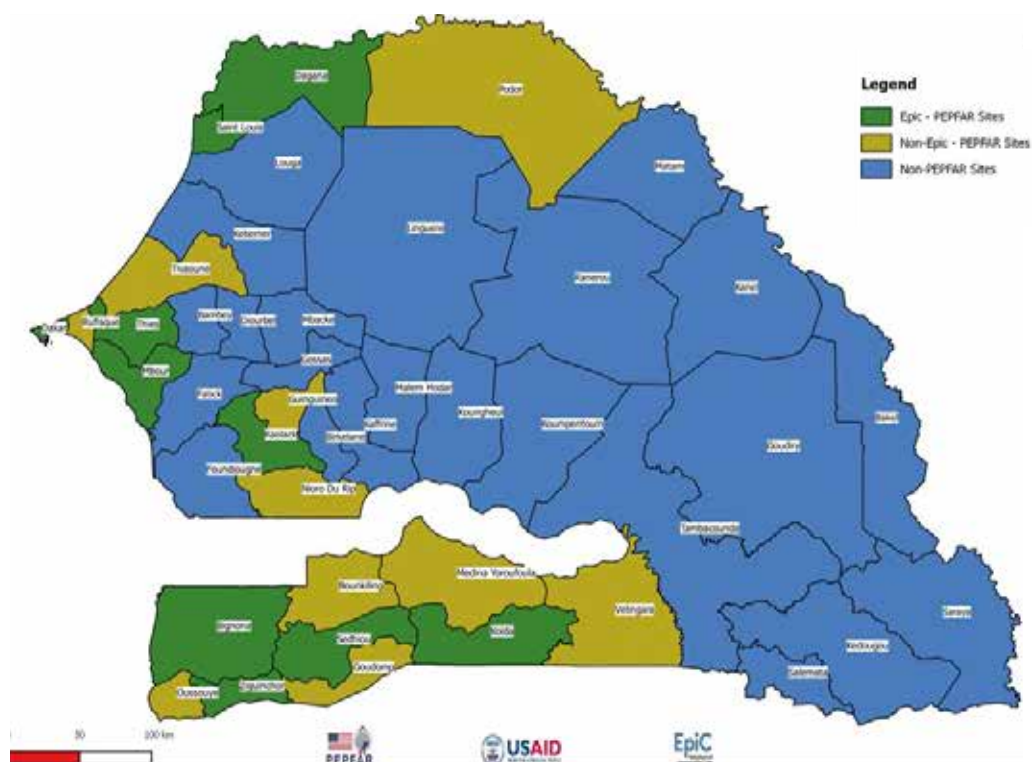 Dagana
Podor
Legend
Epic - PEPFAR Sites
Non-Epic - PEPFAR Sites
Non-PEPFAR Sites
Saint Louis
Louga
Matam
Linguere
Kebemer
Ranerou
Kanel
Dakar
Rufisque
Thies
Bambey
Diourbel
Mbacke
Mbour
Gossas
Fatick
Guinguineo
Malem Hodar
Koungheul
Koumpentoum
Bakel
Kaffrine
Kaolack
Birkelane
Goudiry
Foundiougne
Nioro Du Rip
Tambacounda
Medina Yoroufoula
Bounkiling
Velingara
Bignona
Sedhiou
Kolda
Saraya
Goudomp
Kedougou
Salemata
Oussouye
Ziguinchor
50
100 km
PEPFAR
USAID
EpiC